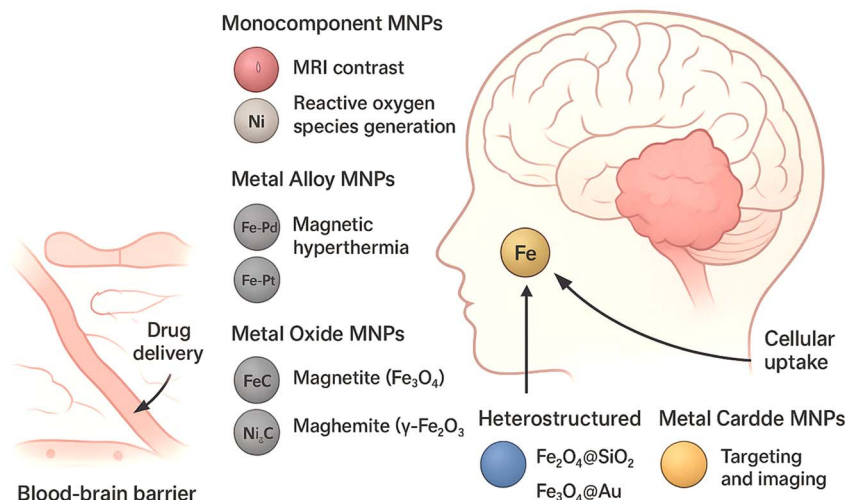 Monocomponent MNPs
MRI contrast
Ni
Reactive oxygen
species generation
Metal Alloy MNPs
Fe-Pd
Magnetic
hyperthermia
Fe-Pt
Metal Oxide MNPs
FeC
Magnetite (Fe₃O₄)
Ni₃C
Maghemite (γ-Fe₂O₃
Drug
delivery
Blood-brain barrier
Fe
Cellular
uptake
Heterostructured
Fe₂O₄@SiO₂
Fe₃O₄@Au
Metal Cardde MNPs
Targeting
and imaging